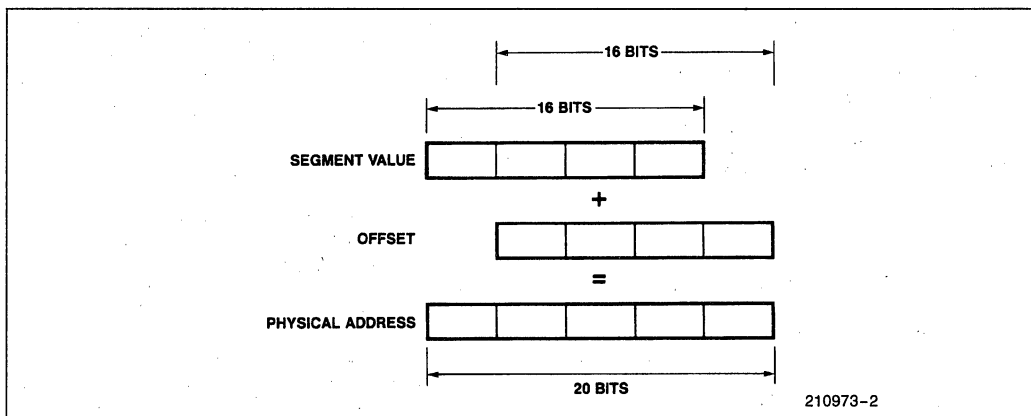 16 BITS
16 BITS
SEGMENT VALUE
+
OFFSET
=
PHYSICAL ADDRESS
20 BITS
210973-2